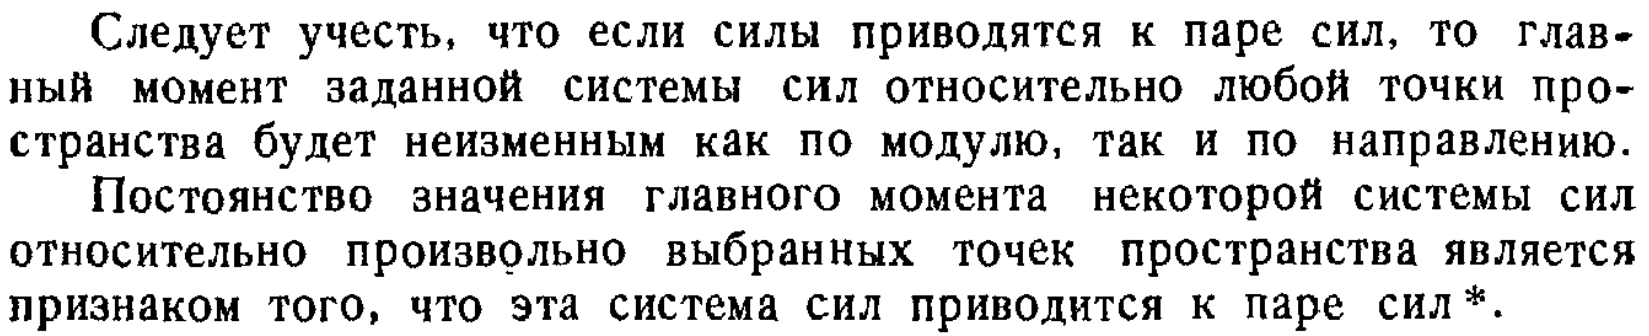 Следует учесть, что если силы приводятся к паре сил, то глав-
ный момент заданной системы сил относительно любой точки про-
странства будет неизменным как по модулю, так и по направлению.
Постоянство значения главного момента некоторой системы сил
относительно произвольно выбранных точек пространства является
признаком того, что эта система сил приводится к паре сил*.